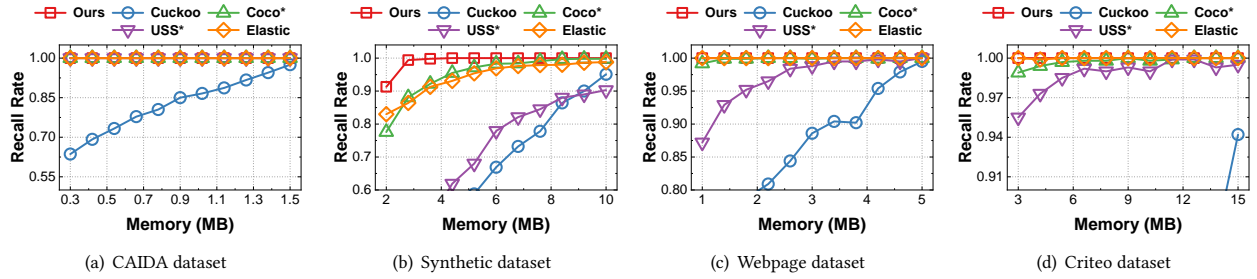 Ours Cuckoo Coco*
USS* Elastic
1.00
0.85
0.70
0.55
Recall Rate
0.3 0.5 0.7 0.9 1.1 1.3 1.5
Memory (MB)
(a) CAIDA dataset
Ours Cuckoo Coco*
USS* Elastic
1.0
0.9
0.8
0.7
0.6
Recall Rate
2 4 6 8 10
Memory (MB)
(b) Synthetic dataset
Ours Cuckoo Coco*
USS* Elastic
1.00
0.95
0.90
0.85
0.80
Recall Rate
1 2 3 4 5
Memory (MB)
(c) Webpage dataset
Ours Cuckoo Coco*
USS* Elastic
1.00
0.97
0.94
0.91
Recall Rate
3 5 7 9 11 13 15
Memory (MB)
(d) Criteo dataset